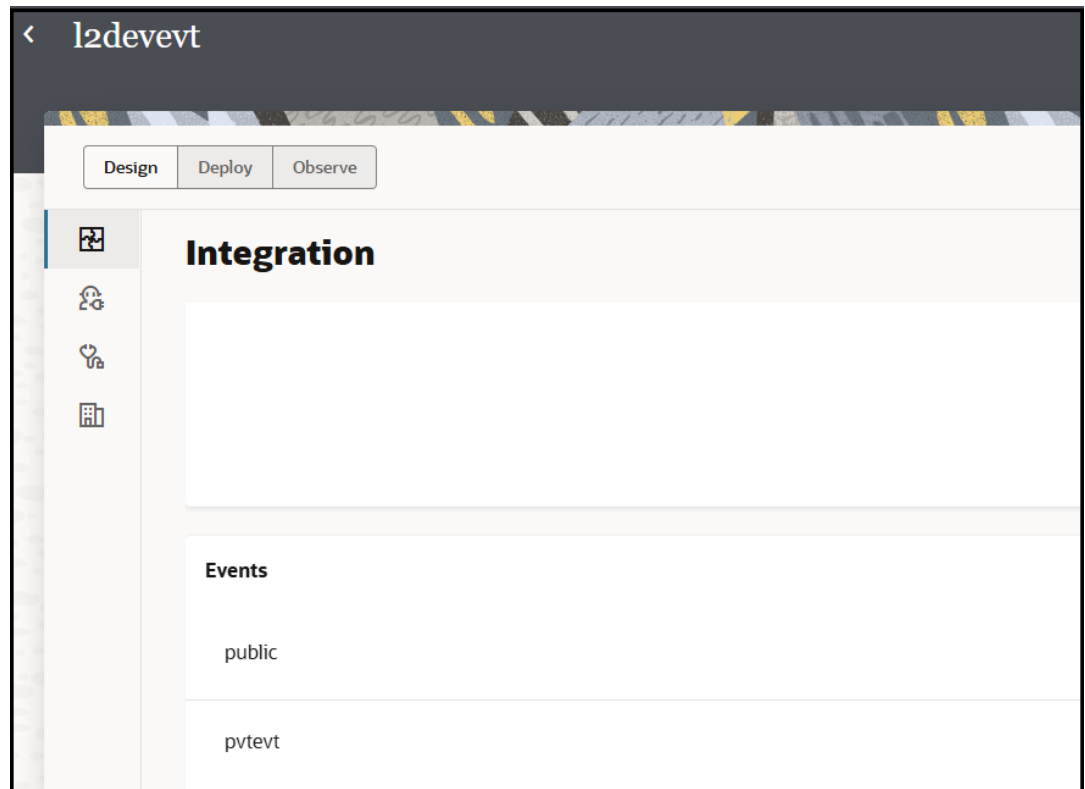 l2devevt
Design Deploy Observe
Integration
Events
public
pvtevt